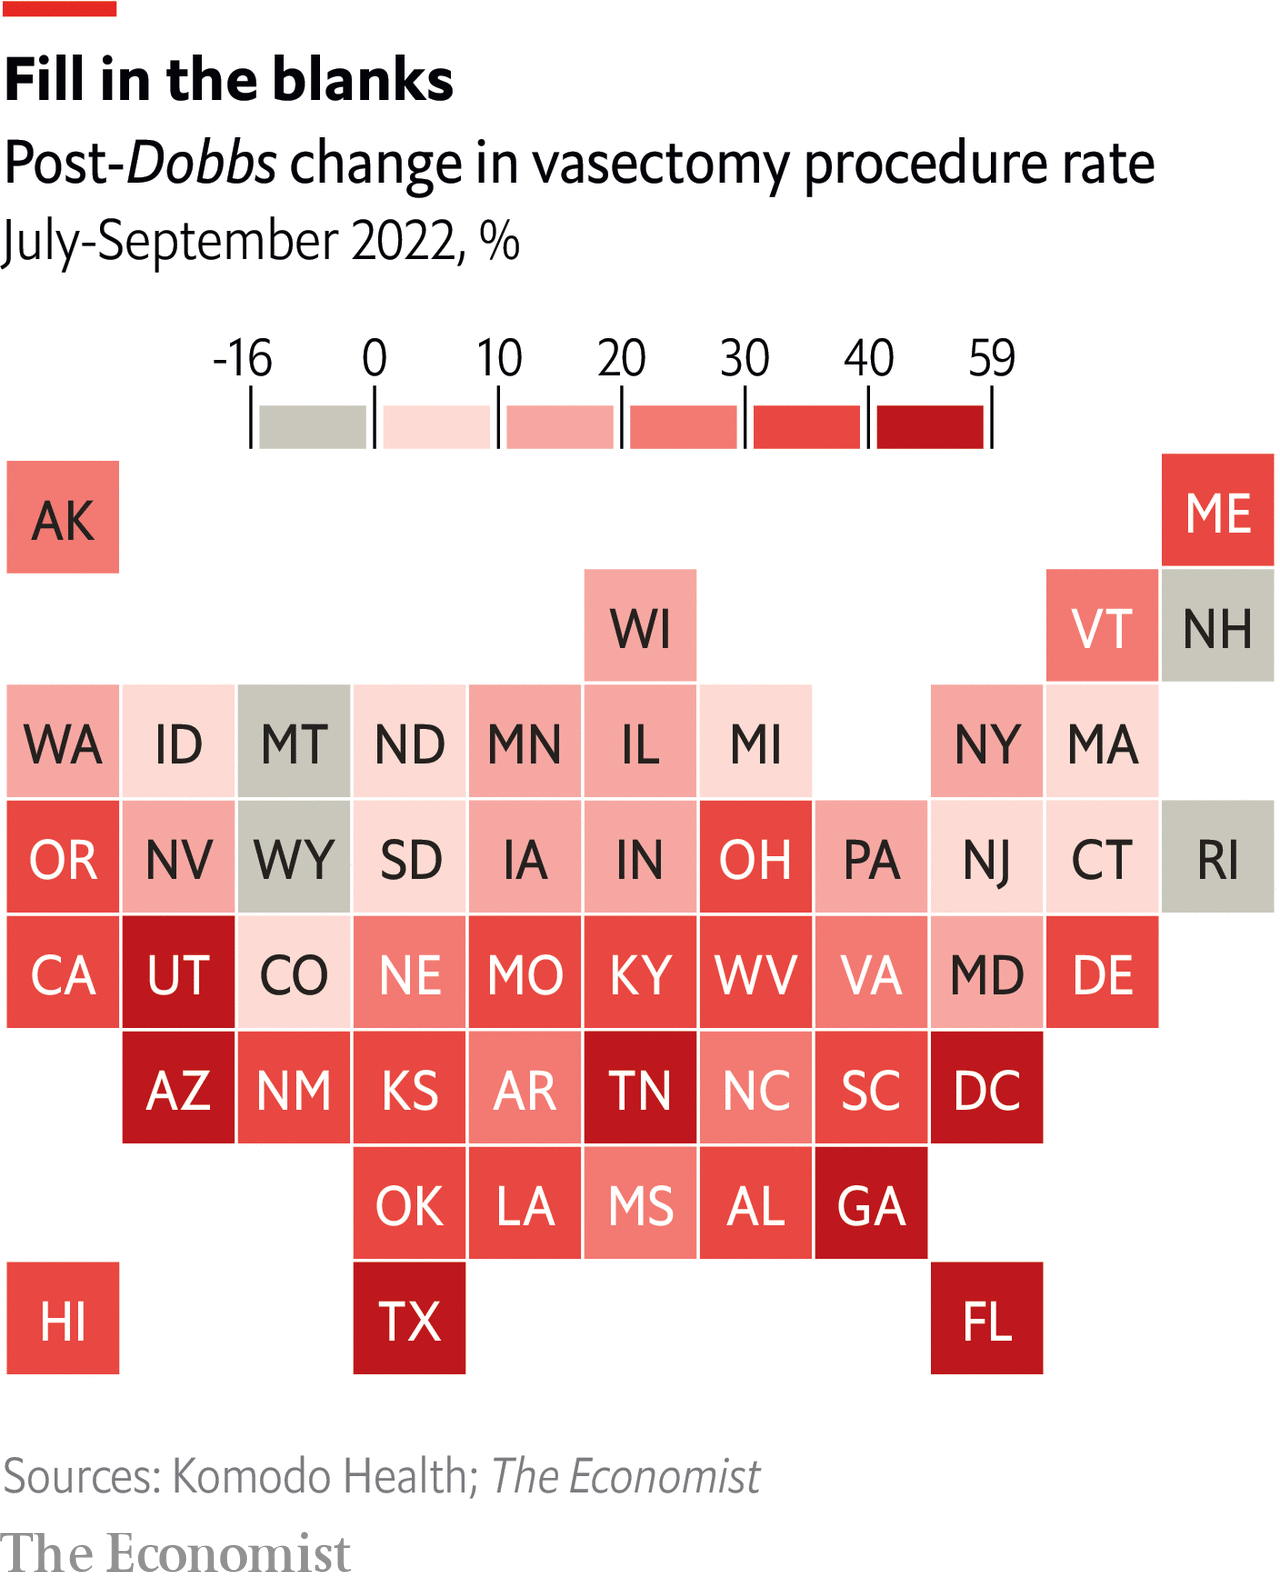 Fill in the blanks
Post-Dobbs change in vasectomy procedure rate
July-September 2022, %
-16 0 10 20 30 40 59
AK ME
WI VT NH
WA ID MT ND MN IL MI NY MA
OR NV WY SD IA IN OH PA NJ CT RI
CA UT CO NE MO KY WV VA MD DE
AZ NM KS AR TN NC SC DC
OK LA MS AL GA
HI TX FL
Sources: Komodo Health; The Economist
The Economist